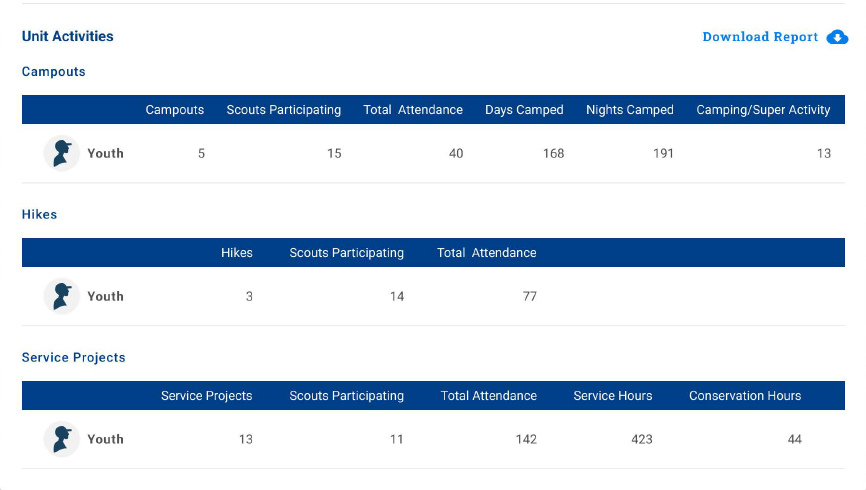 Unit Activities Download Report
Campouts
Campouts Scouts Participating Total Attendance Days Camped Nights Camped Camping/Super Activity
Youth 5 15 40 168 191 13
Hikes
Hikes Scouts Participating Total Attendance
Youth 3 14 77
Service Projects
Service Projects Scouts Participating Total Attendance Service Hours Conservation Hours
Youth 13 11 142 423 44